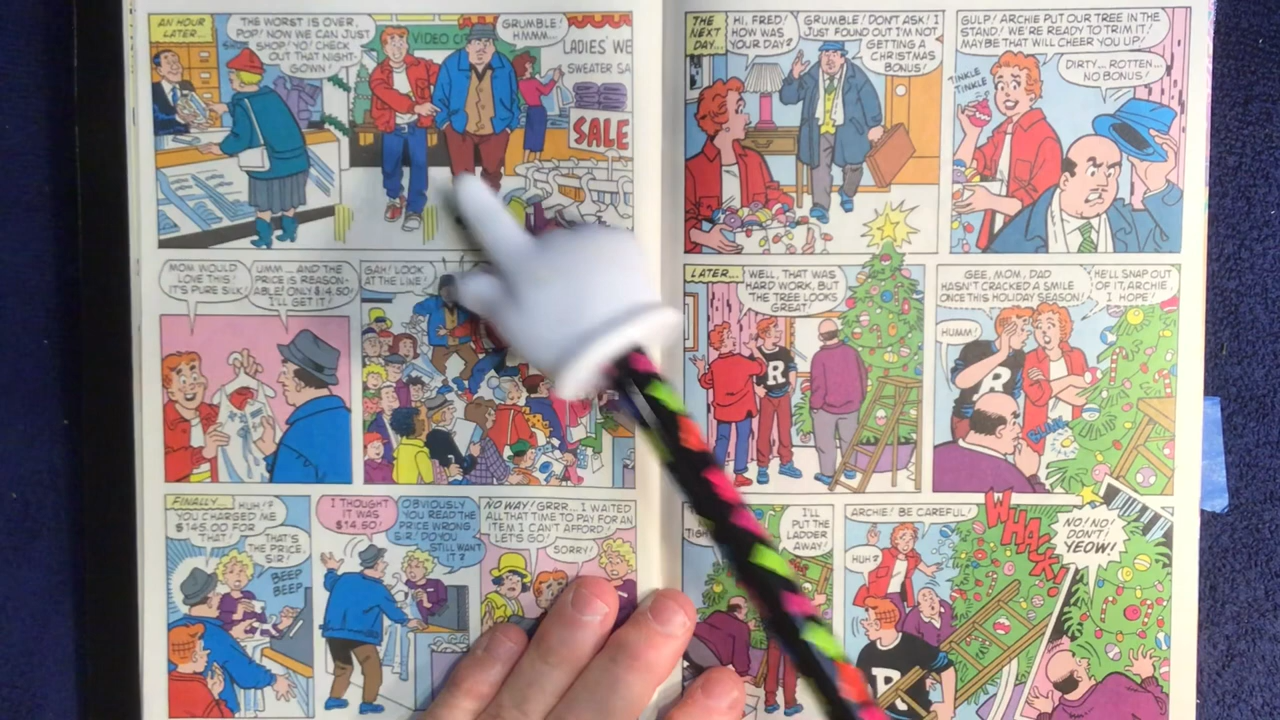 AN HOUR
LATER...
THE WORST IS OVER,
POP! NOW WE CAN JUST
SHOP! YO! CHECK
OUT THAT NIGHT-
GOWN!
VIDEO
GRUMBLE!
HMMM...
LADIES' WE
SWEATER SA
SALE
MOM WOULD
LOVE THIS!
IT'S PURE SILK!
UMM... AND THE
PRICE IS REASON-
ABLE! ONLY $14.50!
I'LL GET IT!
GAH! LOOK
AT THE LINE!
FINALLY...
HUH?
YOU CHARGED ME
$145.00 FOR
THAT!
THAT'S
THE PRICE,
SIR!
BEEP
BEEP
I THOUGHT
IT WAS
$14.50!
OBVIOUSLY
YOU READ THE
PRICE WRONG,
SIR! DO YOU
STILL WANT
IT?
NO WAY! GRRR... I WAITED
ALL THAT TIME TO PAY FOR AN
ITEM I CAN'T AFFORD!
LET'S GO!
SORRY!
THE
NEXT
DAY...
HI, FRED!
HOW WAS
YOUR DAY?
GRUMBLE! DON'T ASK! I
JUST FOUND OUT I'M NOT
GETTING A
CHRISTMAS
BONUS!
GULP! ARCHIE PUT OUR TREE IN THE
STAND! WE'RE READY TO TRIM IT!
MAYBE THAT WILL CHEER YOU UP!
DIRTY... ROTTEN...
NO BONUS!
TINKLE
TINKLE
LATER...
WELL, THAT WAS
HARD WORK, BUT
THE TREE LOOKS
GREAT!
R
GEE, MOM, DAD
HASN'T CRACKED A SMILE
ONCE THIS HOLIDAY SEASON!
HE'LL SNAP OUT
OF IT, ARCHIE,
I HOPE!
HUMM!
R
BLINK
I'LL
PUT THE
LADDER
AWAY!
ARCHIE! BE CAREFUL!
HUH?
R
WHACK!
NO! NO!
DON'T!
YEOW!